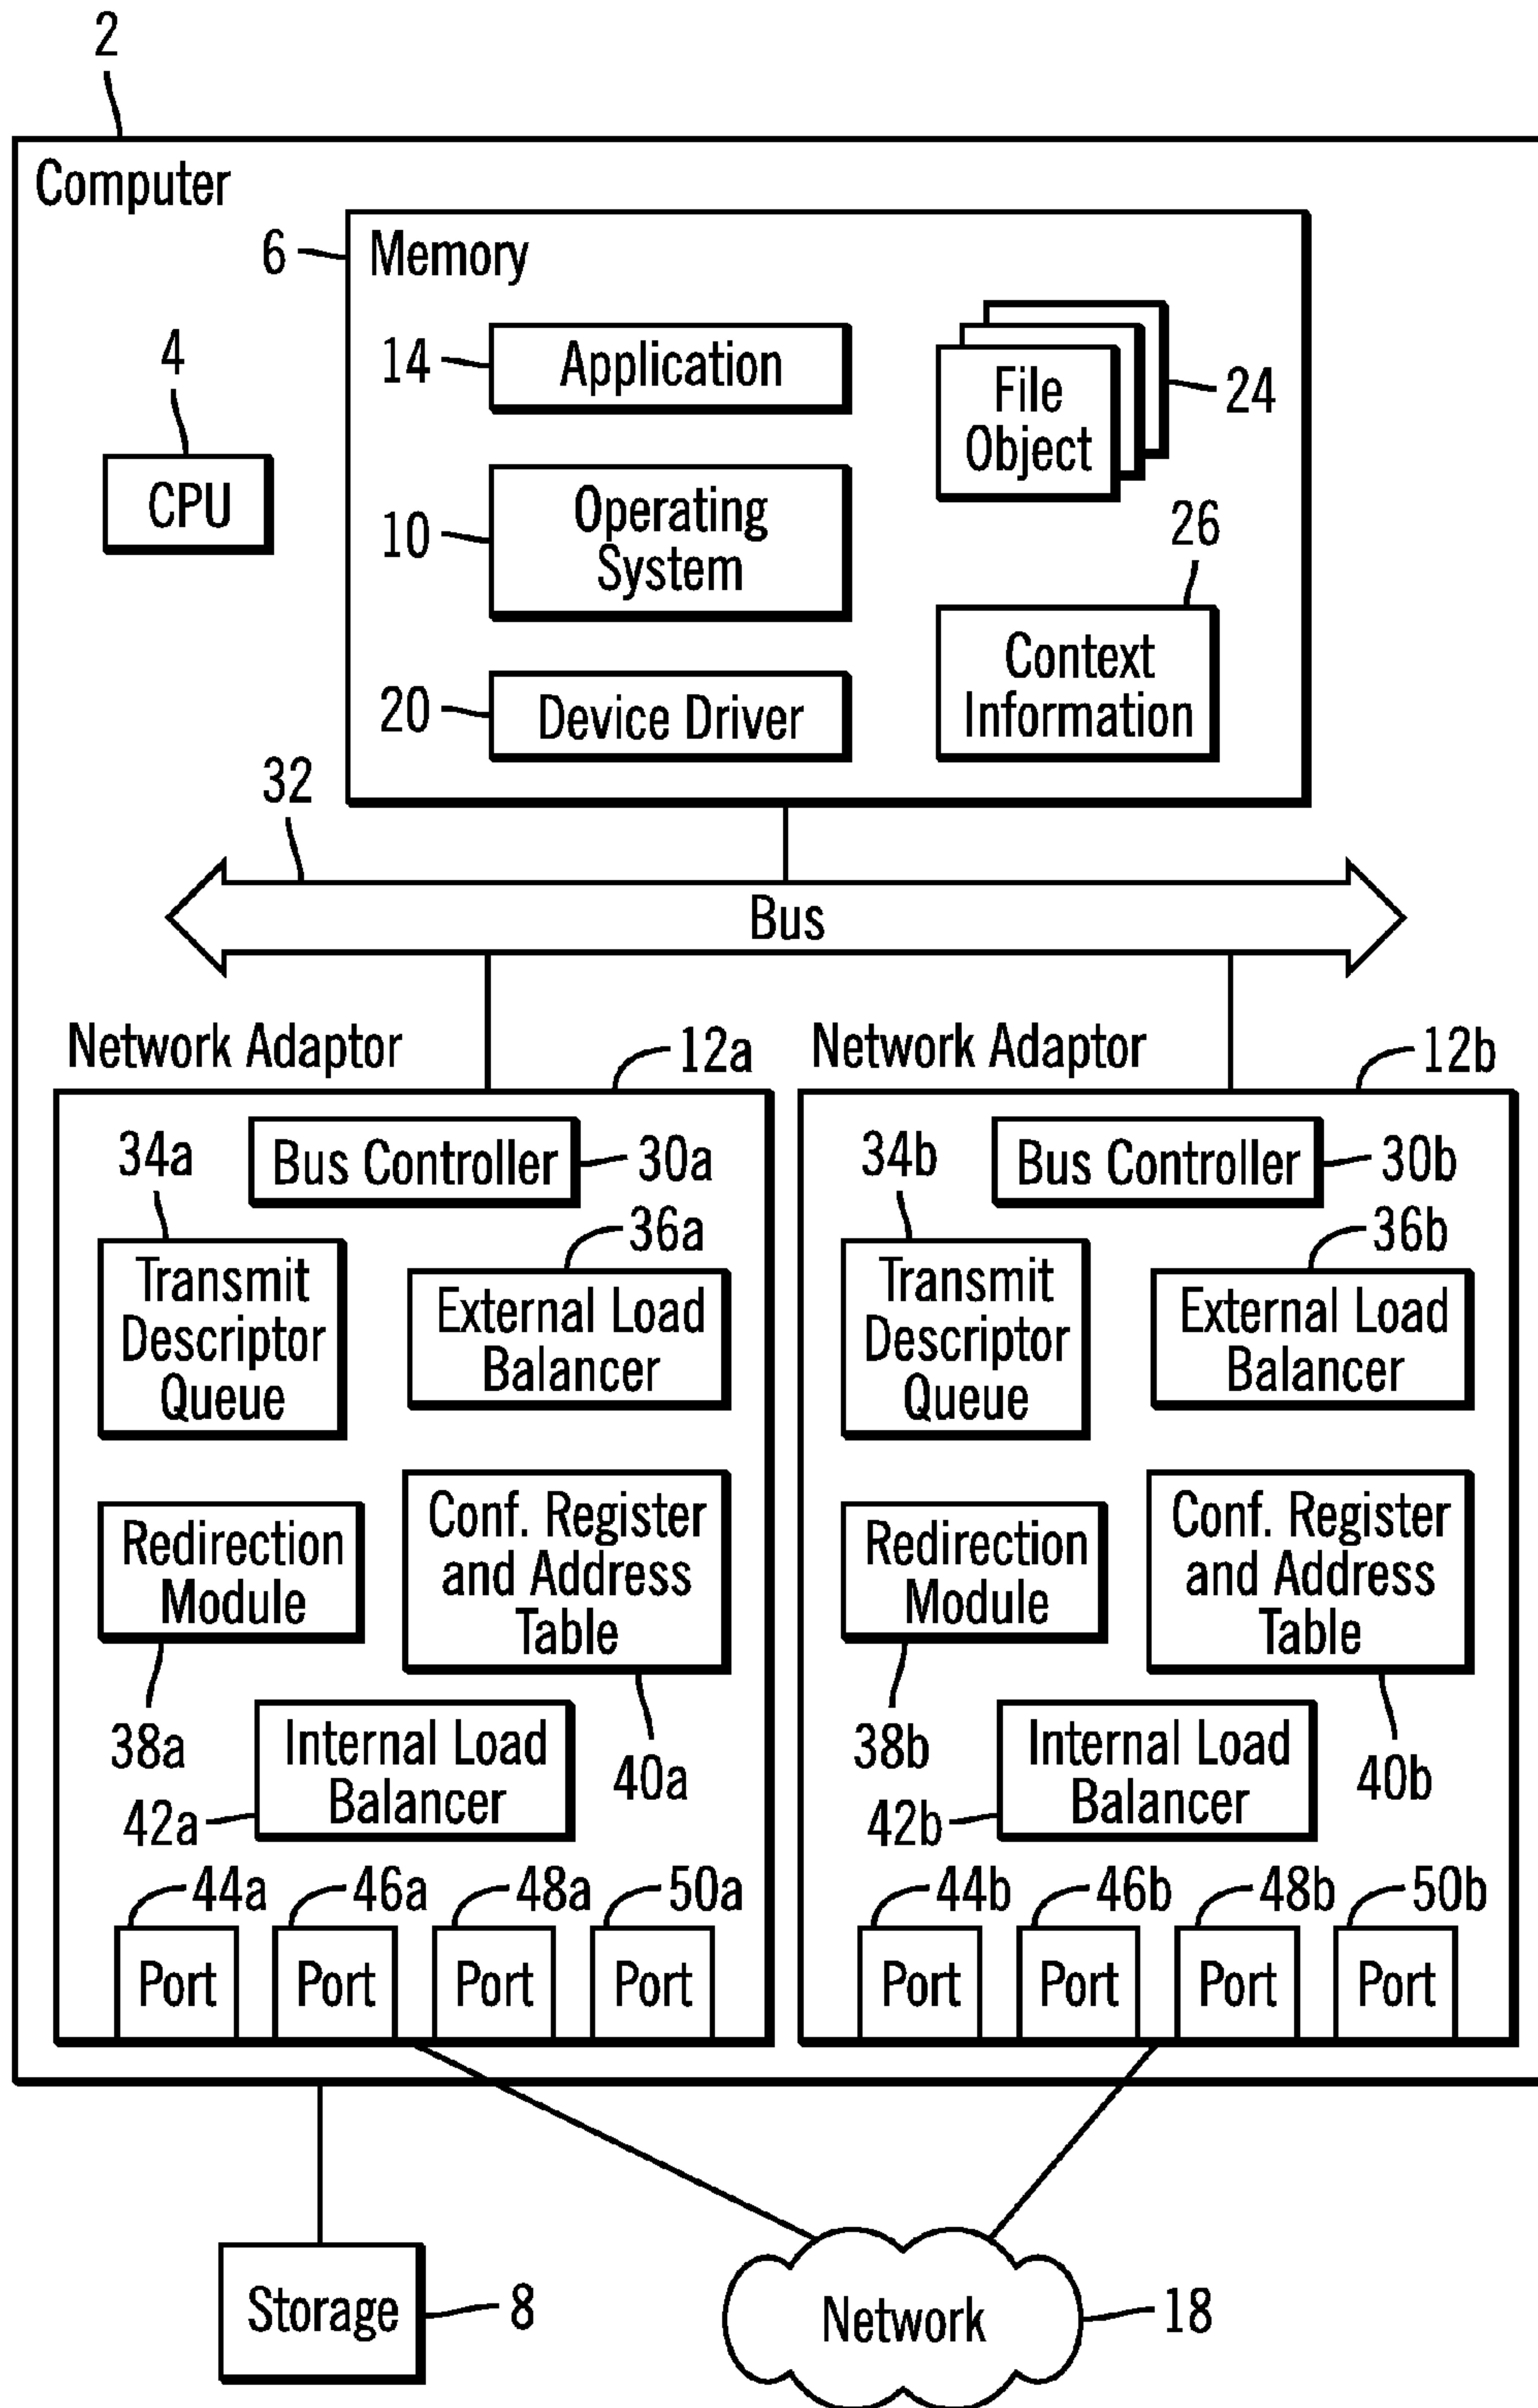 2
Computer
6
Memory
14
Application
File
Object
24
4
CPU
10
Operating
System
26
Context
Information
20
Device Driver
32
Bus
Network Adaptor
12a
Network Adaptor
12b
Bus Controller
30a
34a
Transmit
Descriptor
Queue
36a
External Load
Balancer
Redirection
Module
38a
Conf. Register
and Address
Table
40a
Internal Load
Balancer
42a
44a
46a
48a
50a
Port
Port
Port
Port
Bus Controller
30b
34b
Transmit
Descriptor
Queue
36b
External Load
Balancer
Redirection
Module
38b
Conf. Register
and Address
Table
40b
Internal Load
Balancer
42b
44b
46b
48b
50b
Port
Port
Port
Port
Storage
8
Network
18